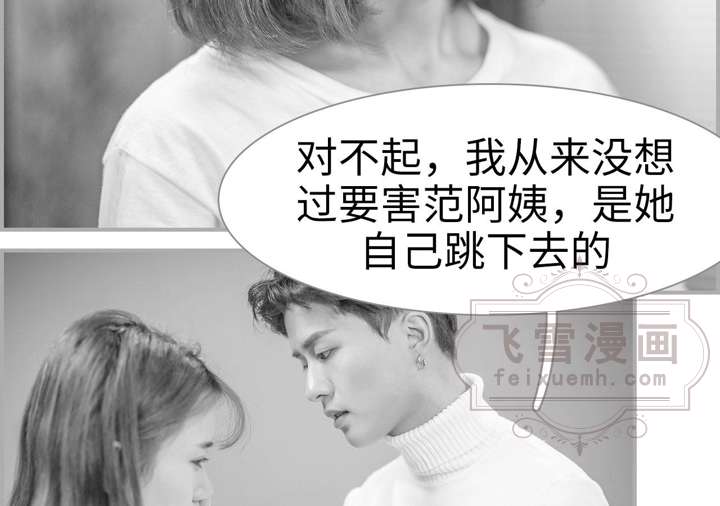 对不起，我从来没想
过要害范阿姨，是她
自己跳下去的
飞雪漫画
feixuemh.com